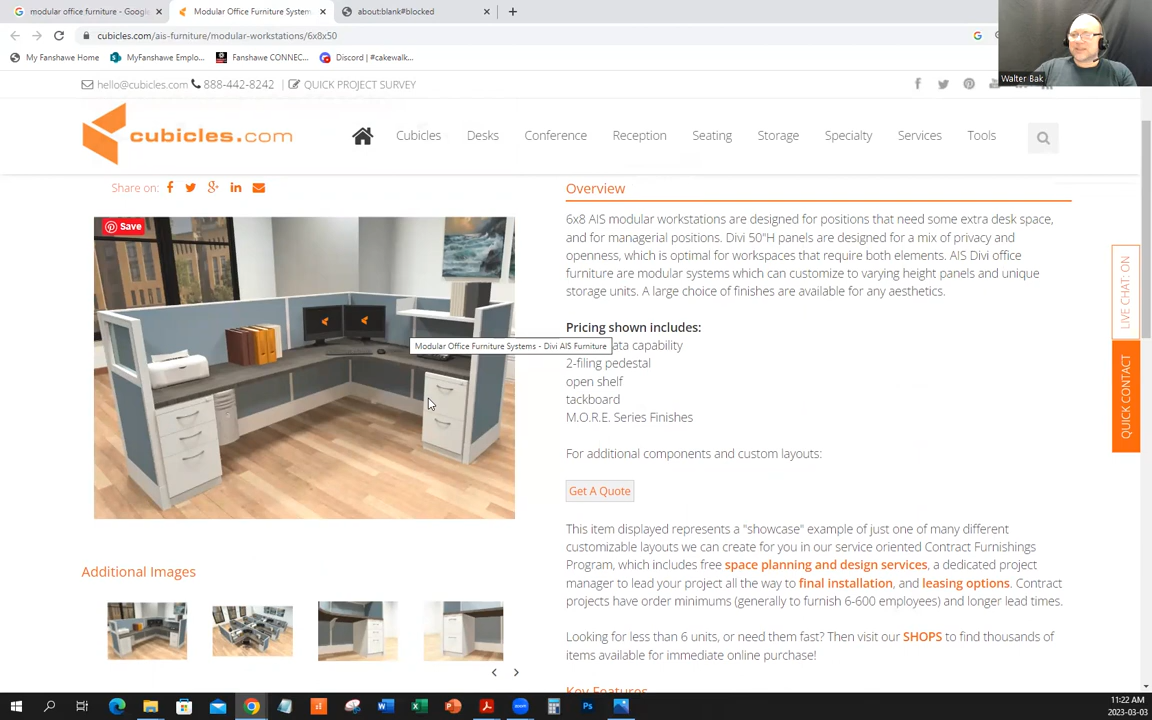 modular office furniture - Google
Modular Office Furniture System
about:blank#blocked
cubicles.com/ais-furniture/modular-workstations/6x8x50
My Fanshawe Home
MyFanshawe Emplo...
Fanshawe CONNEC...
Discord | #cakewalk...
Walter Bak
hello@cubicles.com
888-442-8242
|
QUICK PROJECT SURVEY
cubicles.com
Cubicles
Desks
Conference
Reception
Seating
Storage
Specialty
Services
Tools
Share on:
Save
Modular Office Furniture Systems - Divi AIS Furniture
Additional Images
Overview
6x8 AIS modular workstations are designed for positions that need some extra desk space,
and for managerial positions. Divi 50"H panels are designed for a mix of privacy and
openness, which is optimal for workspaces that require both elements. AIS Divi office
furniture are modular systems which can customize to varying height panels and unique
storage units. A large choice of finishes are available for any aesthetics.
Pricing shown includes:
ata capability
2-filing pedestal
open shelf
tackboard
M.O.R.E. Series Finishes
For additional components and custom layouts:
Get A Quote
This item displayed represents a "showcase" example of just one of many different
customizable layouts we can create for you in our service oriented Contract Furnishings
Program, which includes free space planning and design services, a dedicated project
manager to lead your project all the way to final installation, and leasing options. Contract
projects have order minimums (generally to furnish 6-600 employees) and longer lead times.
Looking for less than 6 units, or need them fast? Then visit our SHOPS to find thousands of
items available for immediate online purchase!
Key Features
LIVE CHAT: ON
QUICK CONTACT
11:22 AM
2023-03-03